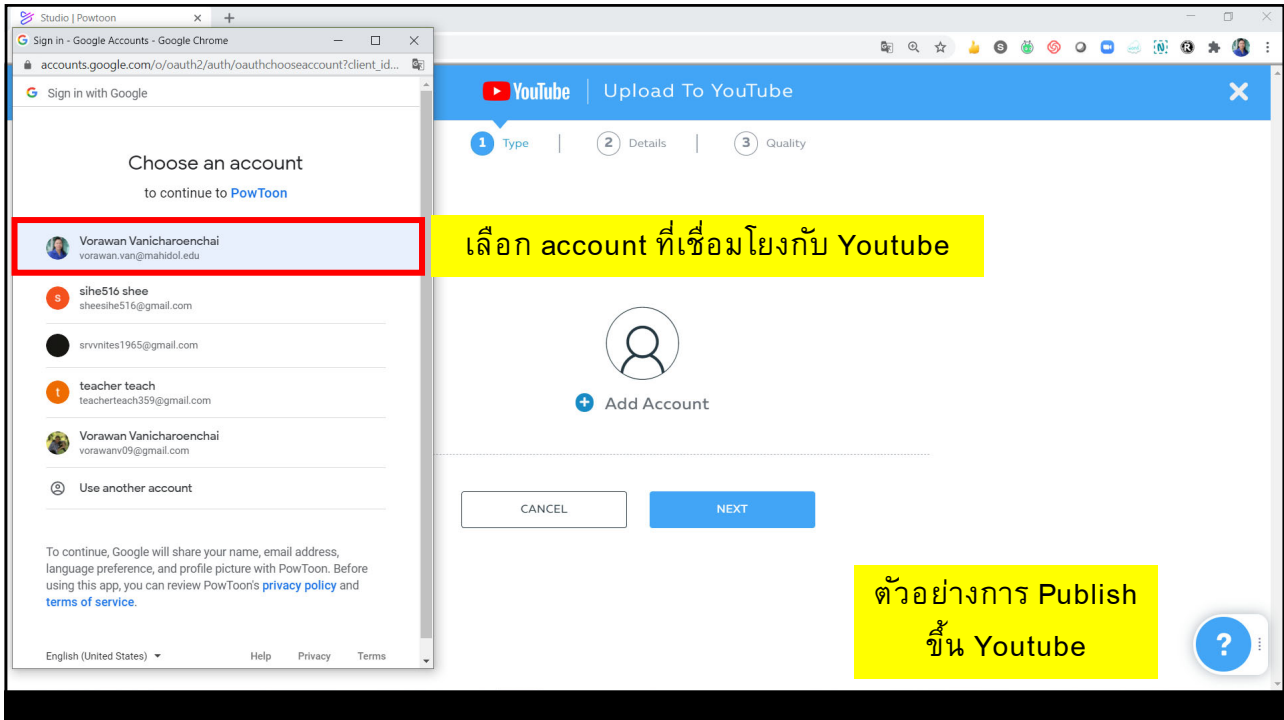 Studio | Powtoon
Sign in - Google Accounts - Google Chrome
accounts.google.com/o/oauth2/auth/oauthchooseaccount?client_id...
Sign in with Google
Choose an account
to continue to PowToon
Vorawan Vanicharoenchai
vorawan.van@mahidol.edu
s
sihe516 shee
sheesihe516@gmail.com
srvvnites1965@gmail.com
t
teacher teach
teacherteach359@gmail.com
Vorawan Vanicharoenchai
vorawanv09@gmail.com
Use another account
To continue, Google will share your name, email address,
language preference, and profile picture with PowToon. Before
using this app, you can review PowToon's privacy policy and
terms of service.
English (United States) Help Privacy Terms
YouTube Upload To YouTube
1 Type | 2 Details | 3 Quality
เลือก account ที่เชื่อมโยงกับ Youtube
Add Account
CANCEL NEXT
ตัวอย่างการ Publish
ขึ้น Youtube
?